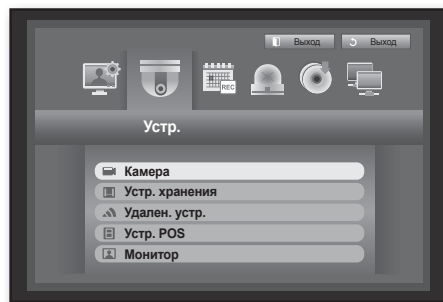 Выход Выход
REC
Устр.
Камера
Устр. хранения
Удален. устр.
Устр. POS
Монитор